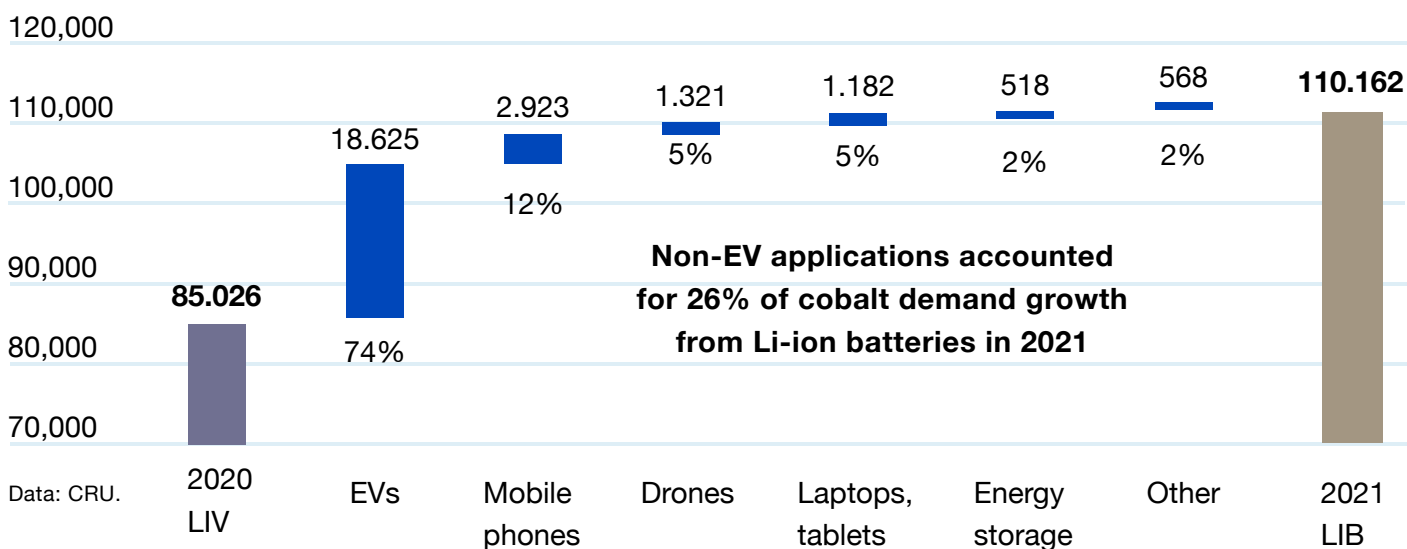 120,000
110,000
100,000
90,000
80,000
70,000
85.026
18.625
74%
2.923
12%
1.321
5%
1.182
5%
518
2%
568
2%
110.162
Non-EV applications accounted
for 26% of cobalt demand growth
from Li-ion batteries in 2021
Data: CRU.
2020
LIV
EVs
Mobile
phones
Drones
Laptops,
tablets
Energy
storage
Other
2021
LIB